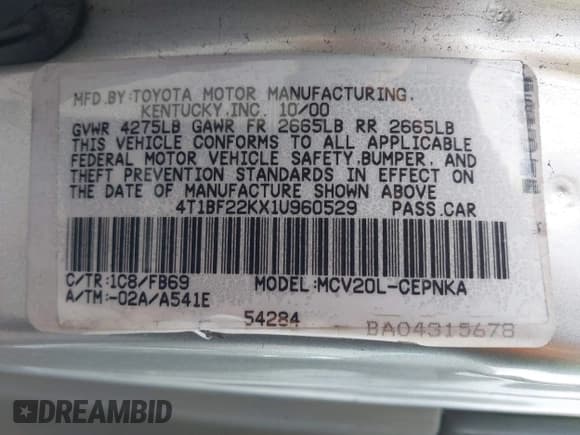 MFD.BY:TOYOTA MOTOR MANUFACTURING.
KENTUCKY.INC. 10/00
GVWR 4275LB GAWR FR 2665LB RR 2665LB
THIS VEHICLE CONFORMS TO ALL APPLICABLE
FEDERAL MOTOR VEHICLE SAFETY.BUMPER. AND
THEFT PREVENTION STANDARDS IN EFFECT ON
THE DATE OF MANUFACTURE SHOWN ABOVE
4T1BF22KX1U960529 PASS.CAR
C/TR:1C8/FB69 MODEL:MCV20L-CEPNKA
A/TM:-02A/A541E
54284 BA04315678
DREAMBID